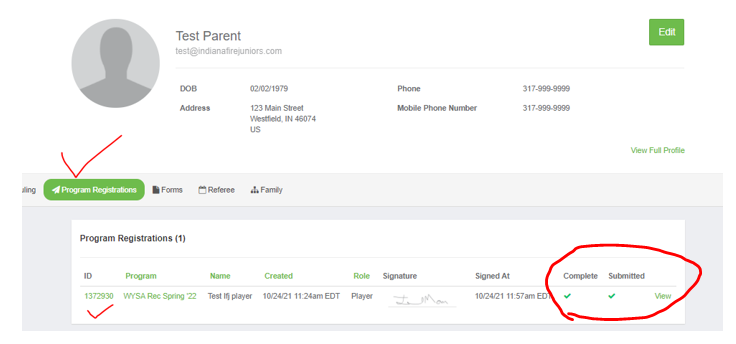 Test Parent
Edit
test@indianafirejuniors.com
DOB 02/02/1979 Phone 317-999-9999
Address 123 Main Street Mobile Phone Number 317-999-9999
Westfield, IN 46074
US
View Full Profile
uling Program Registrations Forms Referee Family
Program Registrations (1)
ID Program Name Created Role Signature Signed At Complete Submitted
1372930 WYSA Rec Spring '22 Test Ifj player 10/24/21 11:24am EDT Player 10/24/21 11:57am EDT View